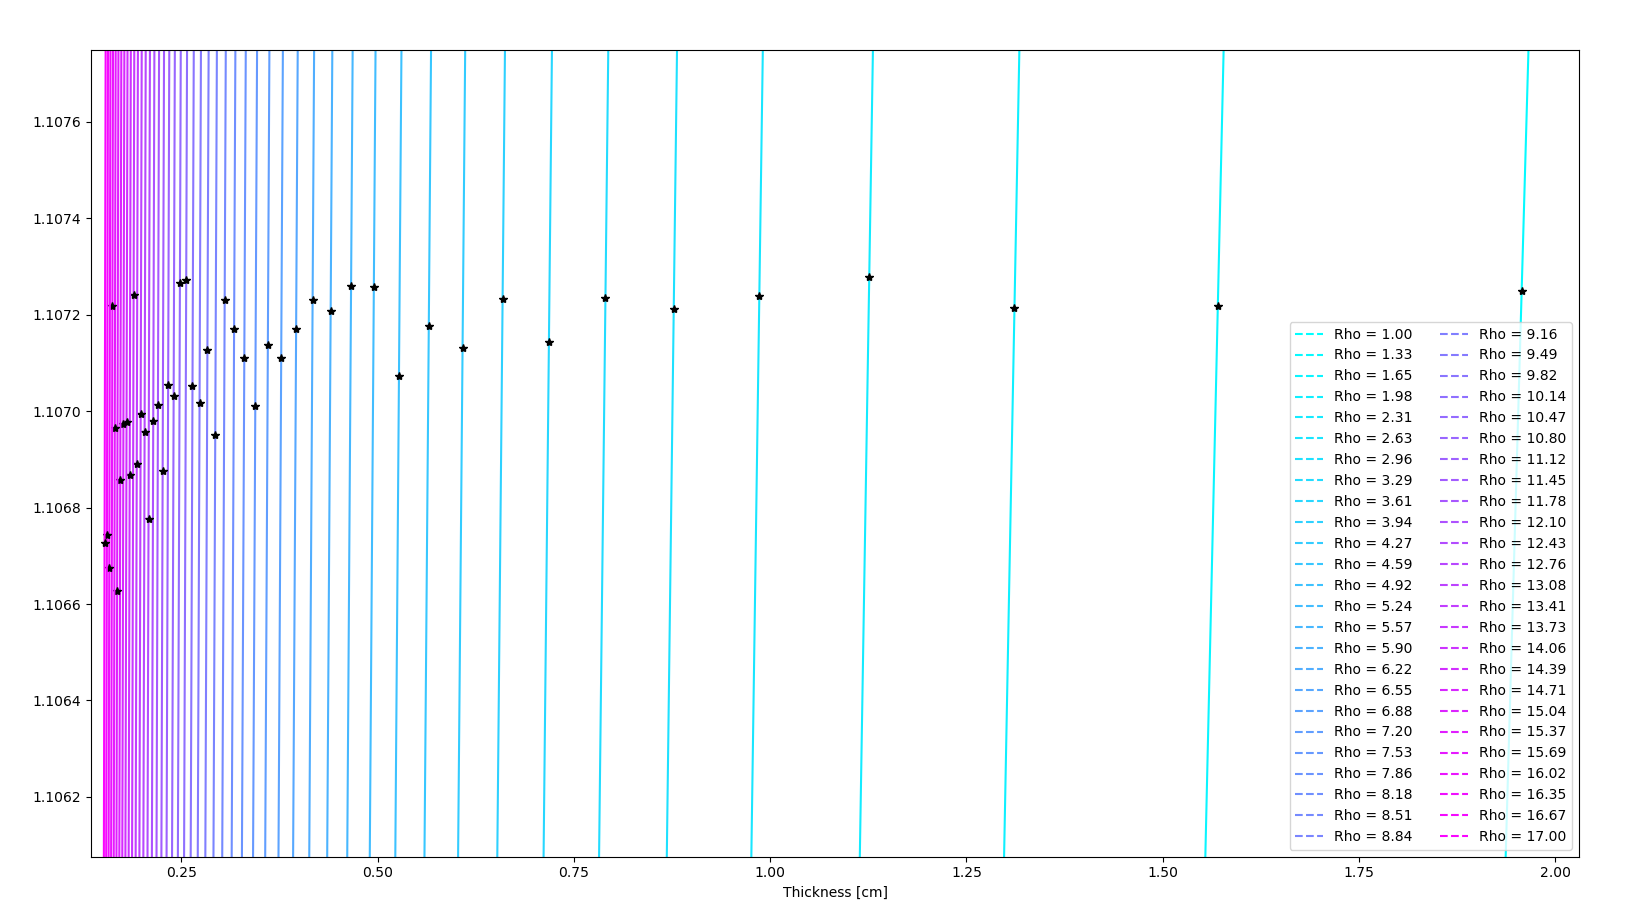 1.1076
1.1074
1.1072
1.1070
1.1068
1.1066
1.1064
1.1062
0.25 0.50 0.75 1.00 1.25 1.50 1.75 2.00
Thickness [cm]
Rho = 1.00
Rho = 1.33
Rho = 1.65
Rho = 1.98
Rho = 2.31
Rho = 2.63
Rho = 2.96
Rho = 3.29
Rho = 3.61
Rho = 3.94
Rho = 4.27
Rho = 4.59
Rho = 4.92
Rho = 5.24
Rho = 5.57
Rho = 5.90
Rho = 6.22
Rho = 6.55
Rho = 6.88
Rho = 7.20
Rho = 7.53
Rho = 7.86
Rho = 8.18
Rho = 8.51
Rho = 8.84
Rho = 9.16
Rho = 9.49
Rho = 9.82
Rho = 10.14
Rho = 10.47
Rho = 10.80
Rho = 11.12
Rho = 11.45
Rho = 11.78
Rho = 12.10
Rho = 12.43
Rho = 12.76
Rho = 13.08
Rho = 13.41
Rho = 13.73
Rho = 14.06
Rho = 14.39
Rho = 14.71
Rho = 15.04
Rho = 15.37
Rho = 15.69
Rho = 16.02
Rho = 16.35
Rho = 16.67
Rho = 17.00